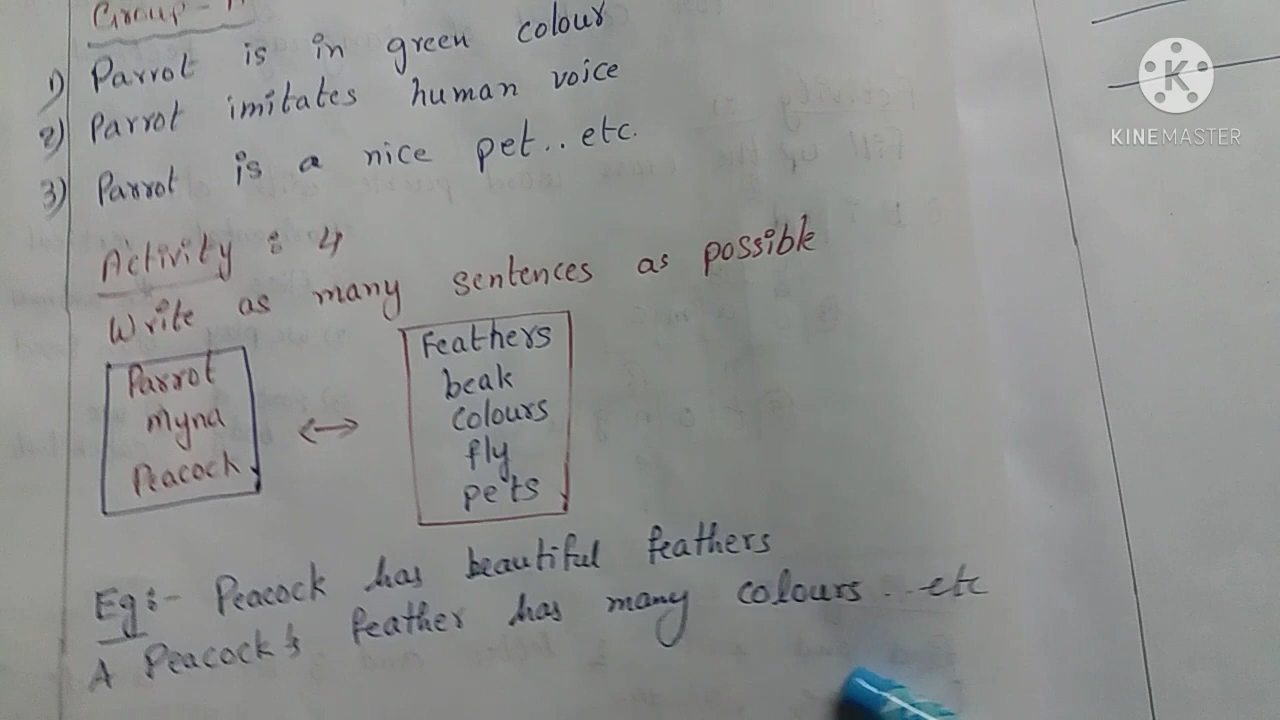 Group -
1) Parrot is in green colour
2) Parrot imitates human voice
3) Parrot is a nice pet.. etc.
Activity : 4
Write as many sentences as possible
Parrot
myna
Peacock
↔
Feathers
beak
colours
fly
pets
Eg:- Peacock has beautiful feathers
A Peacock's feather has many colours.. etc
K
KINEMASTER